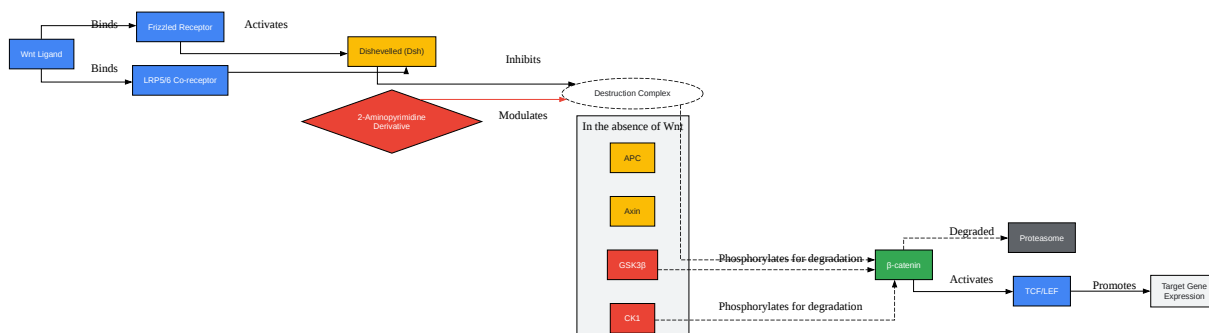 Binds
Frizzled Receptor
Activates
Wnt Ligand
Dishevelled (Dsh)
Binds
LRP5/6 Co-receptor
Inhibits
Destruction Complex
2-Aminopyrimidine
Derivative
Modulates
In the absence of Wnt
APC
Axin
GSK3β
Phosphorylates for degradation
β-catenin
Degraded
Proteasome
Activates
TCF/LEF
Promotes
Target Gene
Expression
Phosphorylates for degradation
CK1